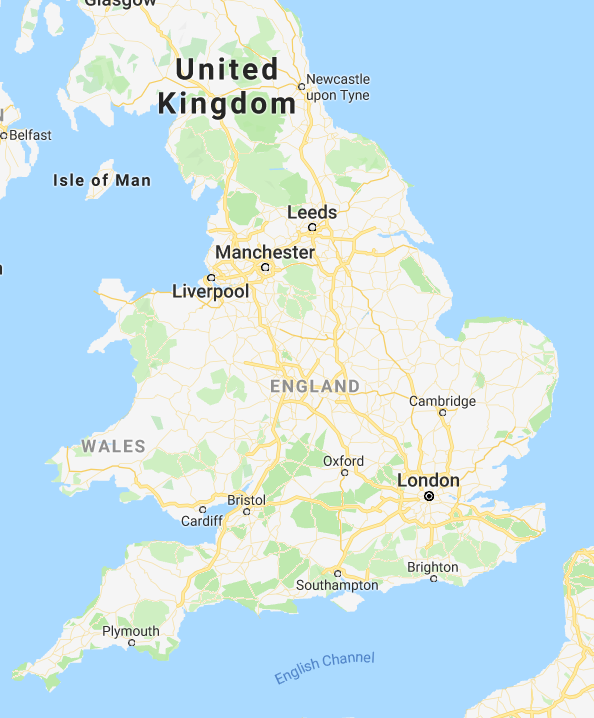 Glasgow
United
Kingdom
Newcastle
upon Tyne
Belfast
Isle of Man
Leeds
Manchester
Liverpool
ENGLAND
Cambridge
WALES
Oxford
London
Bristol
Cardiff
Brighton
Southampton
Plymouth
English Channel